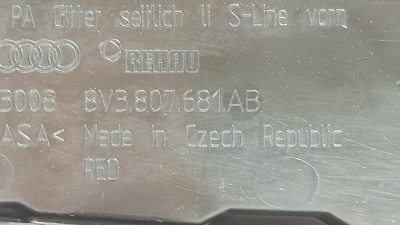 PA Gitter seitlich li S-Line vorn
REHAU
3008 8V3.807.681.AB
ASA< Made in Czech Republic
RED